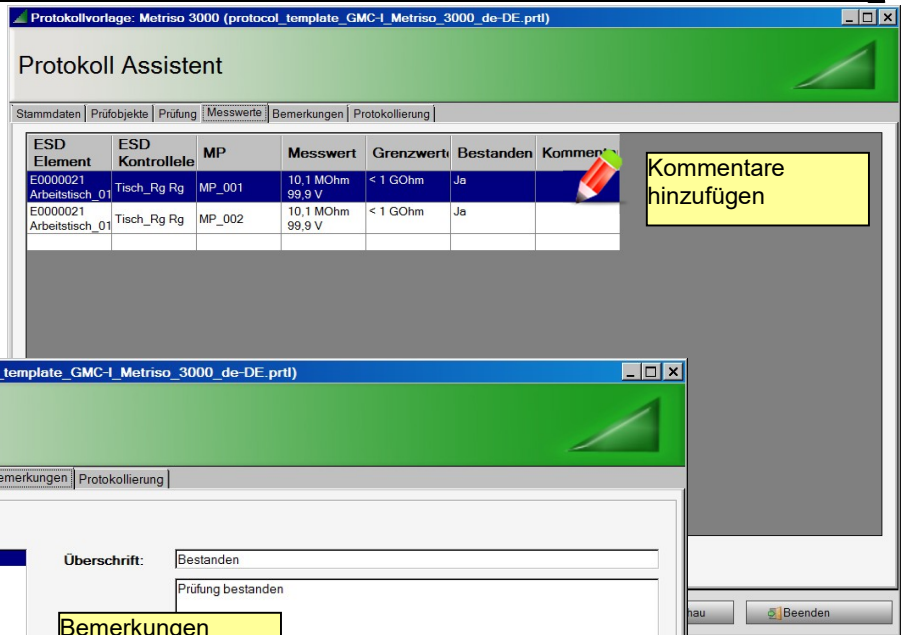 Protokollvorlage: Metriso 3000 (protocol_template_GMC-I_Metriso_3000_de-DE.prtl)
Protokoll Assistent
Stammdaten Prüfobjekte Prüfung Messwerte Bemerkungen Protokollierung
ESD Element ESD Kontrollele MP Messwert Grenzwert Bestanden Kommenta
E0000021 Arbeitstisch_01 Tisch_Rg Rg MP_001 10,1 MOhm 99,9 V < 1 GOhm Ja
E0000021 Arbeitstisch_01 Tisch_Rg Rg MP_002 10,1 MOhm 99,9 V < 1 GOhm Ja
Kommentare
hinzufügen
_template_GMC-I_Metriso_3000_de-DE.prtl)
emerkungen Protokollierung
Überschrift: Bestanden
Prüfung bestanden
Bemerkungen
hau Beenden